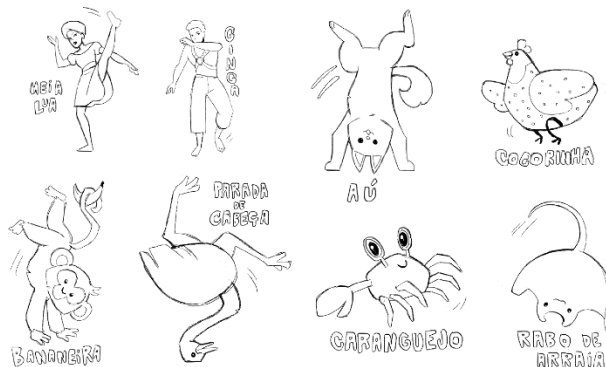 MEIA
LUA
GINGA
AÚ
COCORINHA
BANANEIRA
PARADA
DE
CABEÇA
CARANGUEJO
RABO DE
ARRAIA